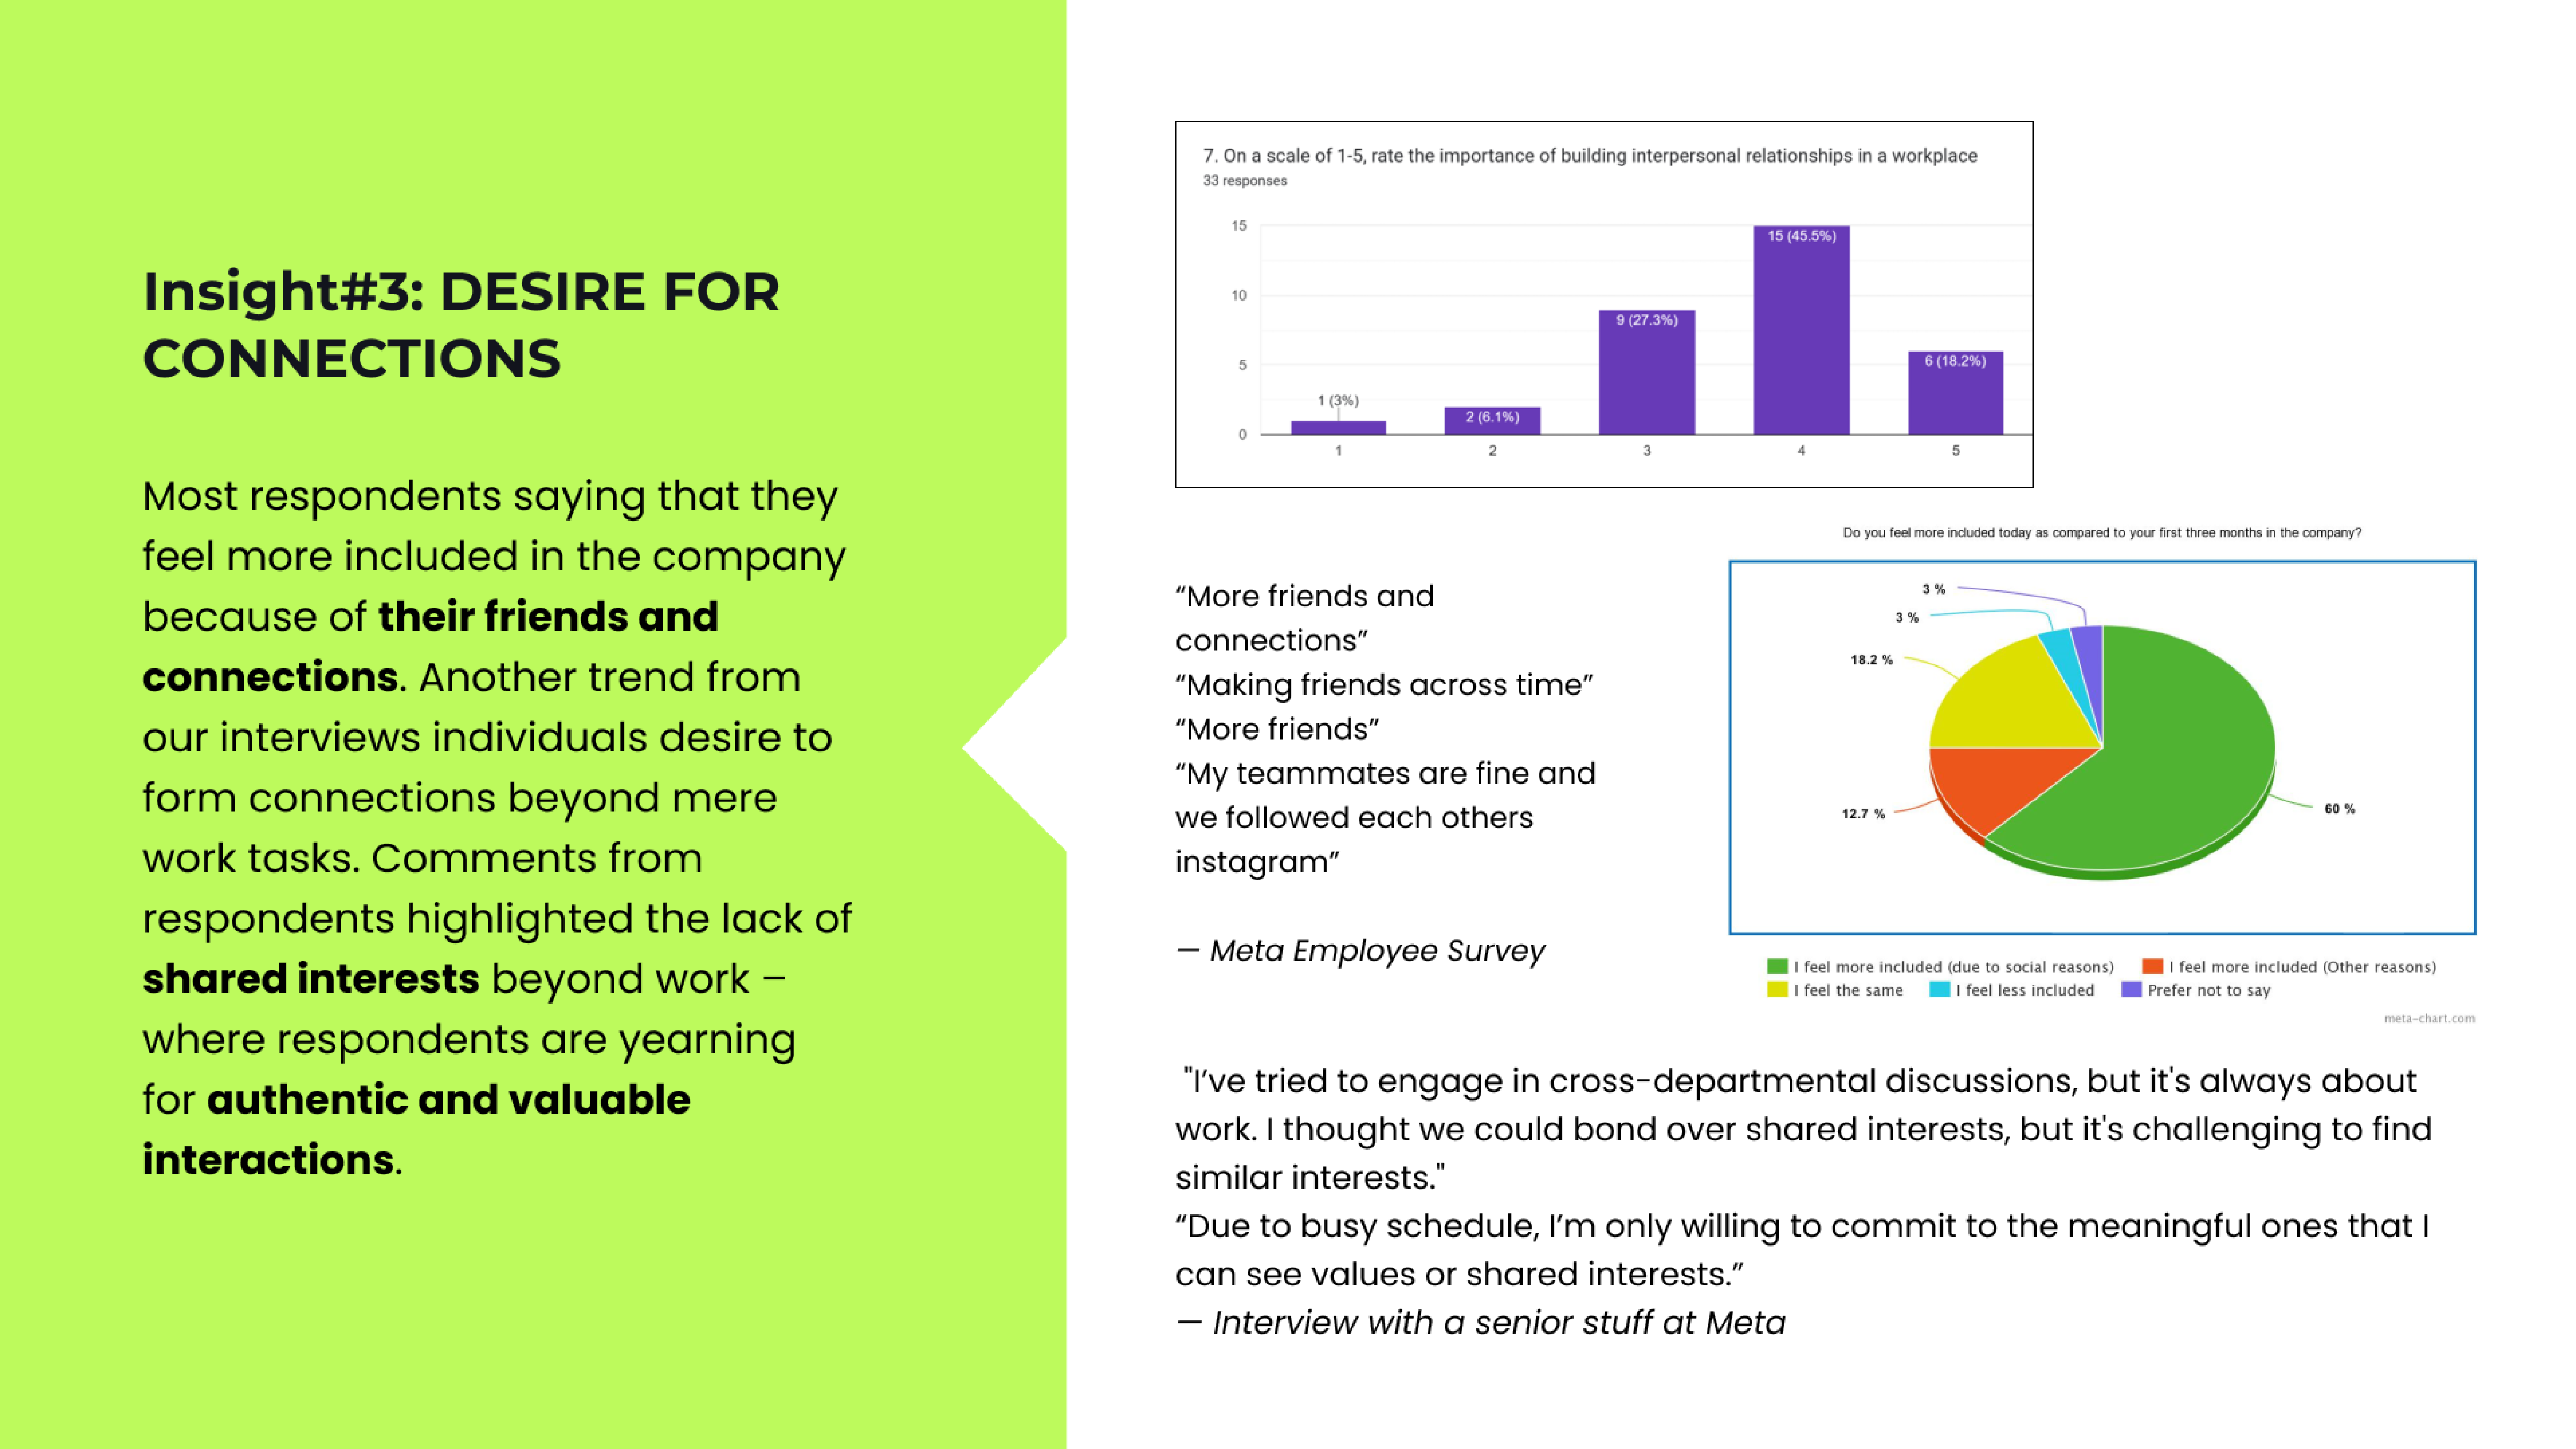 Insight#3: DESIRE FOR
CONNECTIONS
Most respondents saying that they
feel more included in the company
because of their friends and
connections. Another trend from
our interviews individuals desire to
form connections beyond mere
work tasks. Comments from
respondents highlighted the lack of
shared interests beyond work –
where respondents are yearning
for authentic and valuable
interactions.
7. On a scale of 1-5, rate the importance of building interpersonal relationships in a workplace
33 responses
15
10
5
0
1 (3%)
2 (6.1%)
9 (27.3%)
15 (45.5%)
6 (18.2%)
1
2
3
4
5
“More friends and
connections”
“Making friends across time”
“More friends”
“My teammates are fine and
we followed each others
instagram”
— Meta Employee Survey
Do you feel more included today as compared to your first three months in the company?
3 %
3 %
18.2 %
12.7 %
60 %
I feel more included (due to social reasons)
I feel more included (Other reasons)
I feel the same
I feel less included
Prefer not to say
meta-chart.com
"I’ve tried to engage in cross-departmental discussions, but it's always about
work. I thought we could bond over shared interests, but it's challenging to find
similar interests."
“Due to busy schedule, I’m only willing to commit to the meaningful ones that I
can see values or shared interests.”
— Interview with a senior stuff at Meta